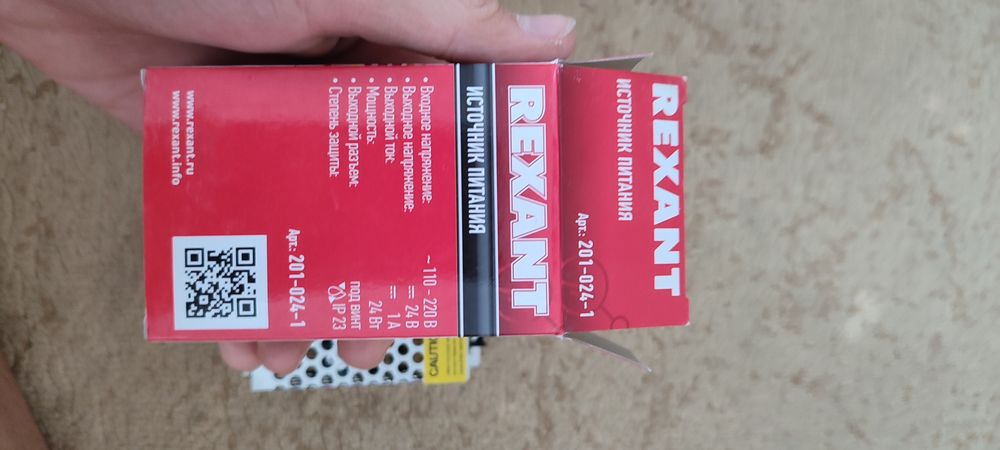 REXANT
ИСТОЧНИК ПИТАНИЯ
Арт.: 201-024-1
REXANT
ИСТОЧНИК ПИТАНИЯ
• Входное напряжение: ~ 110 - 220 В
• Выходное напряжение: 24 В
• Выходной ток: 1 А
• Мощность: 24 Вт
• Выходной разъем: под винт
• Степень защиты: IP 23
Арт.: 201-024-1
www.rexant.ru
www.rexant.info